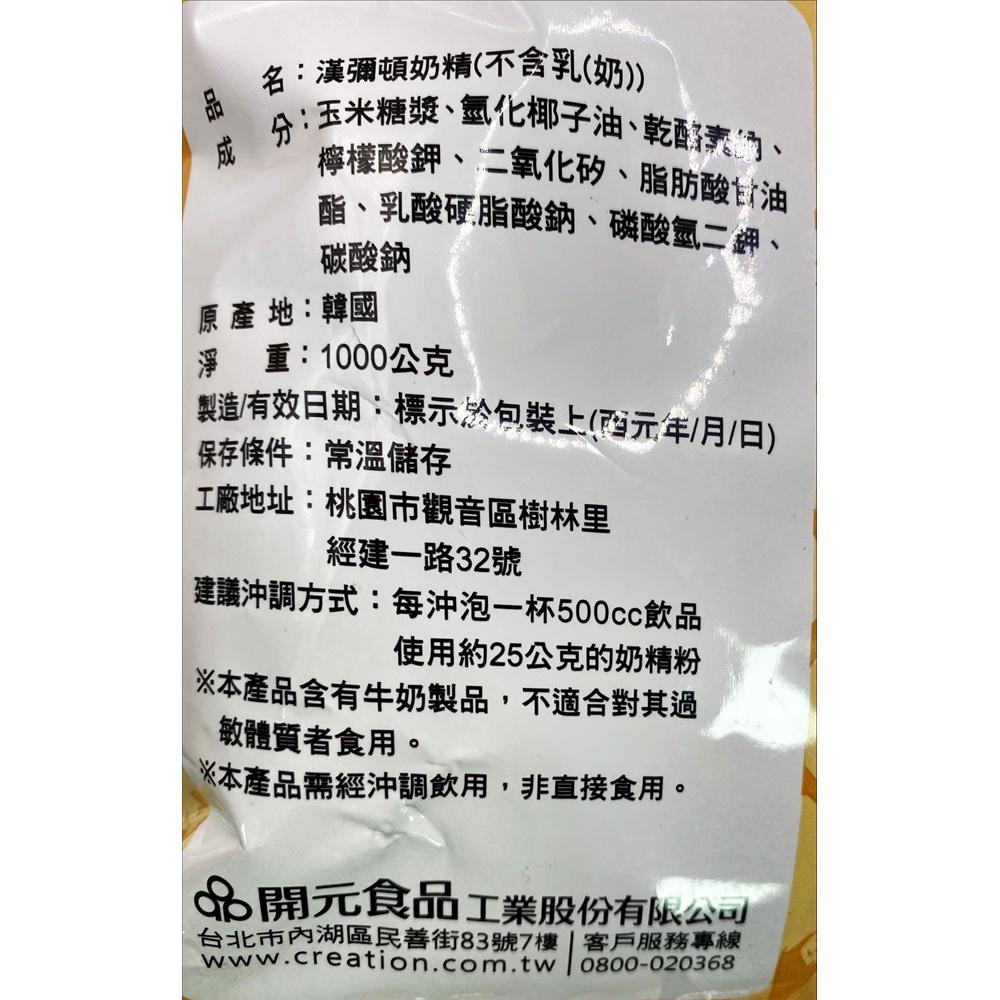 品名：漢彌頓奶精(不含乳(奶))
成分：玉米糖漿、氫化椰子油、乾酪素鈉、
檸檬酸鉀、二氧化矽、脂肪酸甘油
酯、乳酸硬脂酸鈉、磷酸氫二鉀、
碳酸鈉
原產地：韓國
淨重：1000公克
製造/有效日期：標示於包裝上(西元年/月/日)
保存條件：常溫儲存
工廠地址：桃園市觀音區樹林里
經建一路32號
建議沖調方式：每沖泡一杯500cc飲品
使用約25公克的奶精粉
※本產品含有牛奶製品，不適合對其過
敏體質者食用。
※本產品需經沖調飲用，非直接食用。
開元食品工業股份有限公司
台北市內湖區民善街83號7樓｜客戶服務專線
www.creation.com.tw｜0800-020368